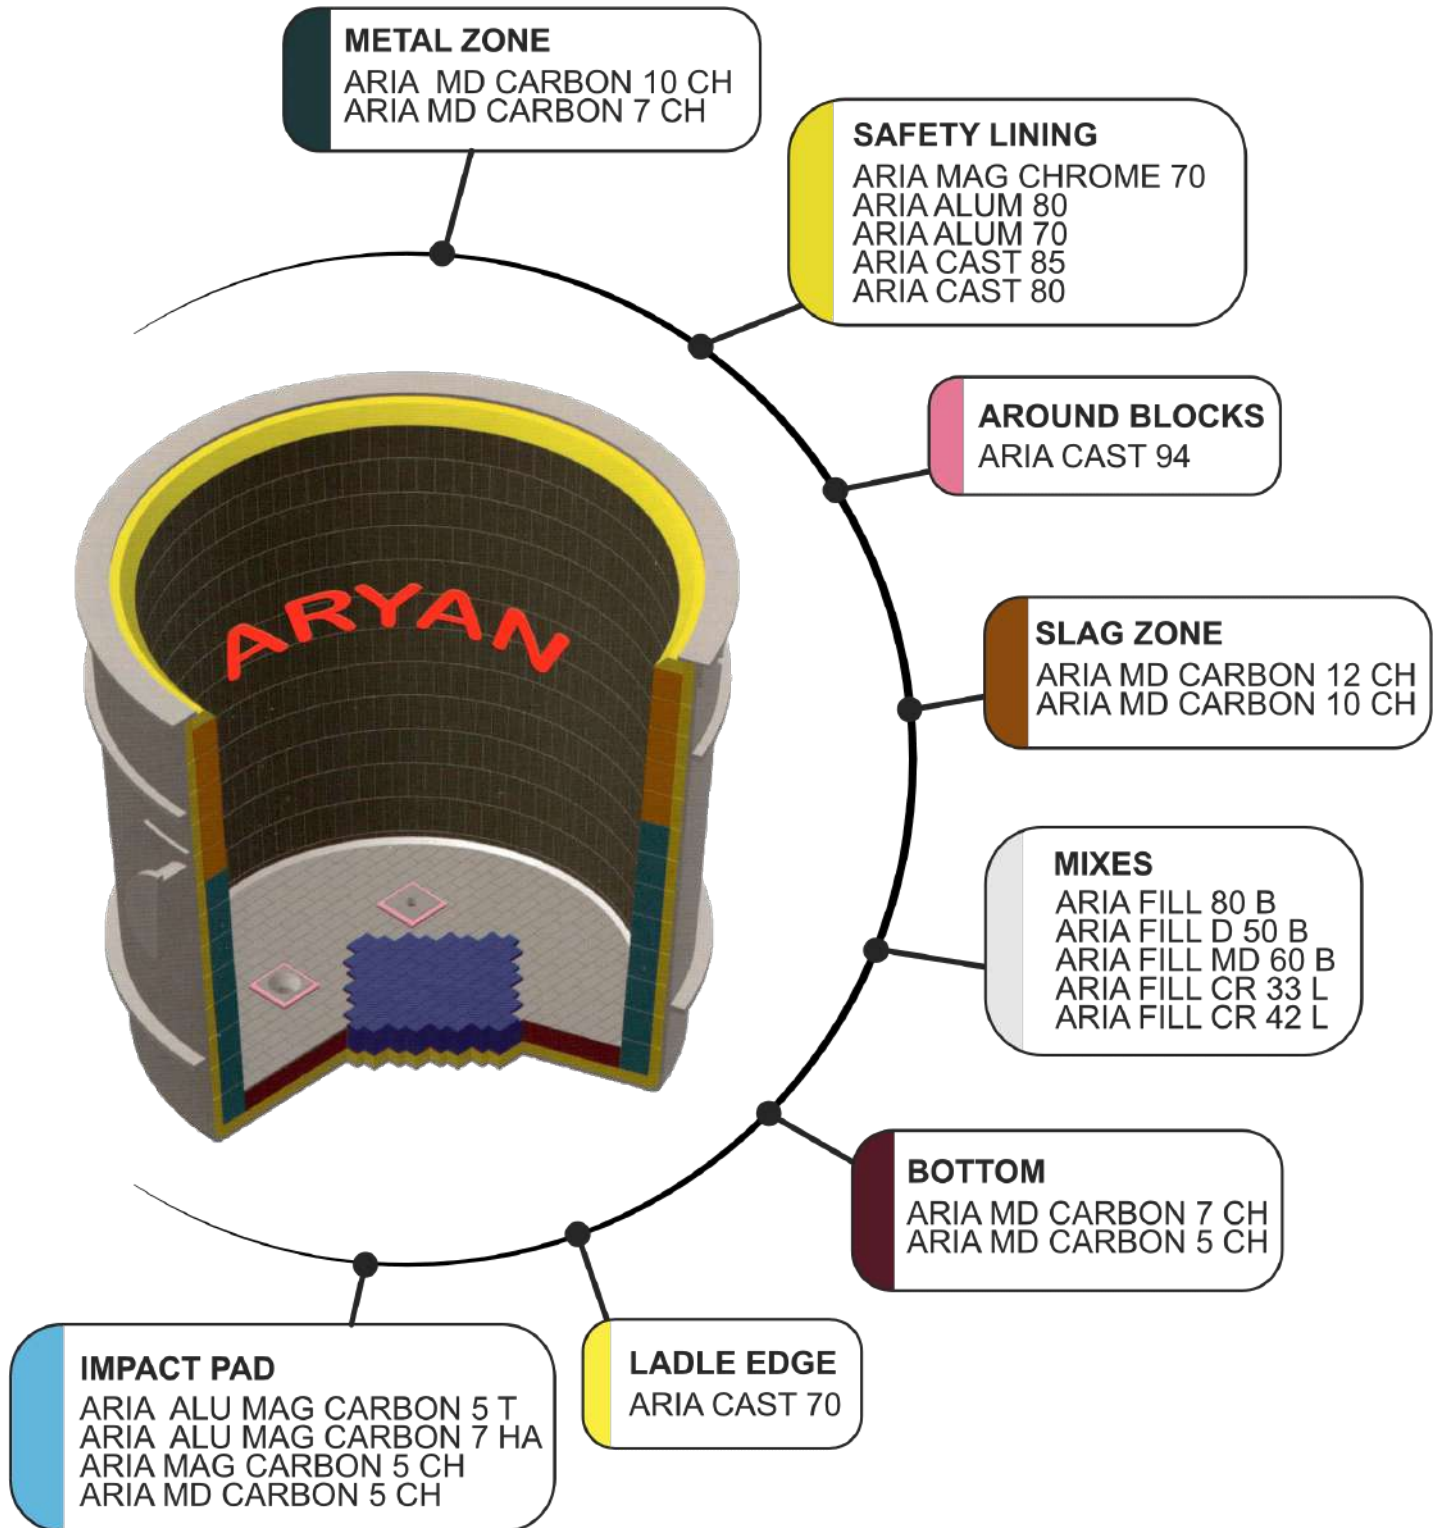 METAL ZONE
ARIA MD CARBON 10 CH
ARIA MD CARBON 7 CH
SAFETY LINING
ARIA MAG CHROME 70
ARIA ALUM 80
ARIA ALUM 70
ARIA CAST 85
ARIA CAST 80
AROUND BLOCKS
ARIA CAST 94
ARYAN
SLAG ZONE
ARIA MD CARBON 12 CH
ARIA MD CARBON 10 CH
MIXES
ARIA FILL 80 B
ARIA FILL D 50 B
ARIA FILL MD 60 B
ARIA FILL CR 33 L
ARIA FILL CR 42 L
BOTTOM
ARIA MD CARBON 7 CH
ARIA MD CARBON 5 CH
LADLE EDGE
ARIA CAST 70
IMPACT PAD
ARIA ALU MAG CARBON 5 T
ARIA ALU MAG CARBON 7 HA
ARIA MAG CARBON 5 CH
ARIA MD CARBON 5 CH